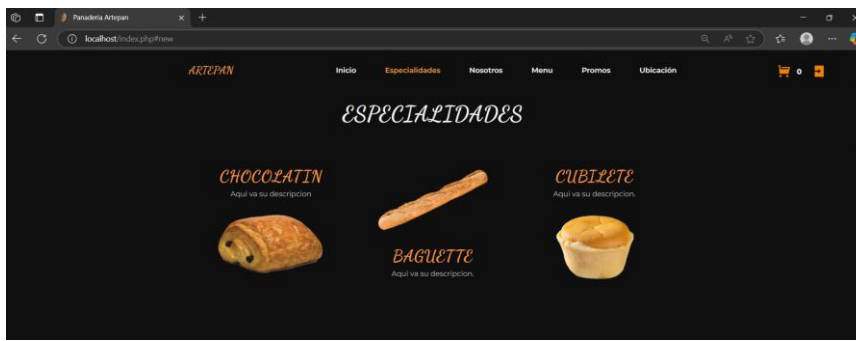 Panaderia Artepan
localhost/index.php#new
ARTEPAN Inicio Especialidades Nosotros Menu Promos Ubicación 0
ESPECIALIDADES
CHOCOLATIN
Aqui va su descripcion
BAGUETTE
Aqui va su descripcion.
CUBILETE
Aqui va su descripcion.